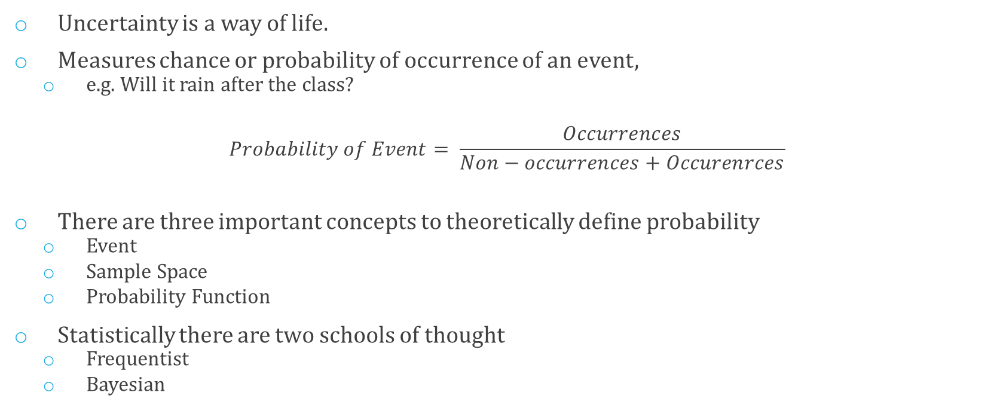 Uncertainty is a way of life.
Measures chance or probability of occurrence of an event,
e.g. Will it rain after the class?
Occurrences
Probability of Event =
Non − occurrences + Occurenrces
There are three important concepts to theoretically define probability
Event
Sample Space
Probability Function
Statistically there are two schools of thought
Frequentist
Bayesian